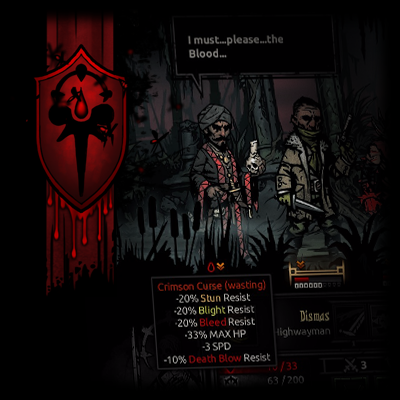 I must...please...the
Blood...
Crimson Curse (wasting)
-20% Stun Resist
-20% Blight Resist
-20% Bleed Resist
-33% MAX HP
-3 SPD
-10% Death Blow Resist
Dismas
Highwayman
/33
3
63 / 200